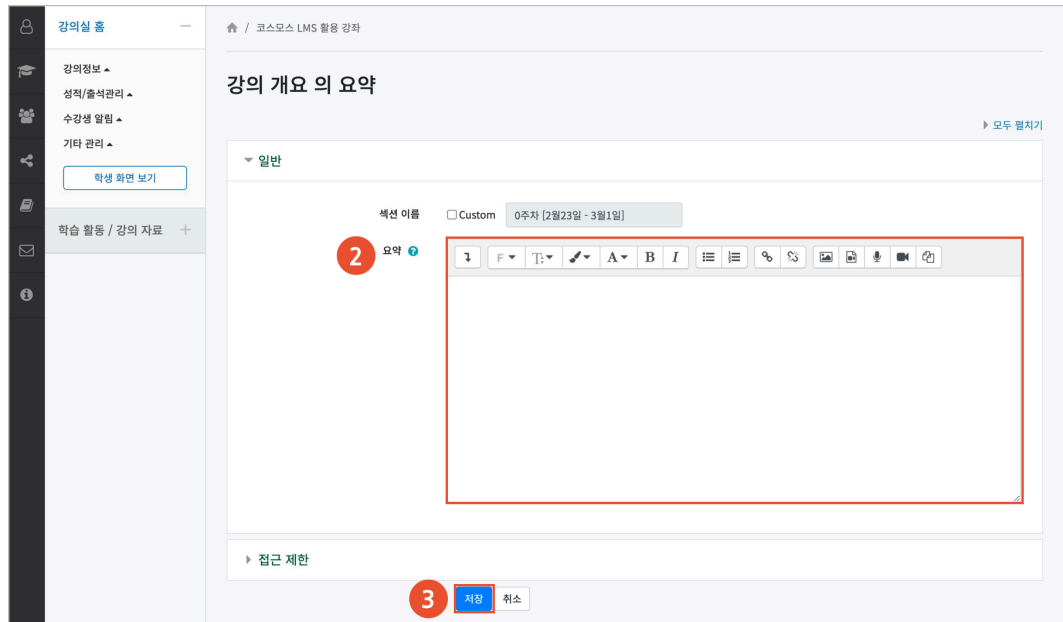 강의실 홈
/ 코스모스 LMS 활용 강좌
강의정보
성적/출석관리
수강생 알림
기타 관리
학생 화면 보기
학습 활동 / 강의 자료
강의 개요 의 요약
모두 펼치기
일반
섹션 이름 Custom 0주차 [2월23일 - 3월1일]
2 요약 ?
F T A B I
접근 제한
3 저장 취소